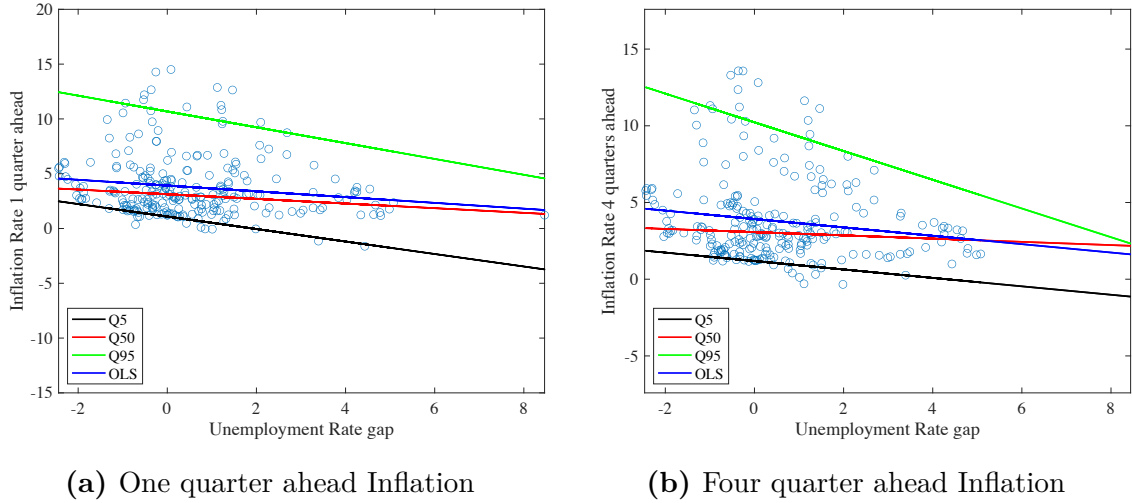 20
15
10
5
0
-5
-10
-15
-2 0 2 4 6 8
Inflation Rate 1 quarter ahead
Unemployment Rate gap
Q5
Q50
Q95
OLS
(a) One quarter ahead Inflation
15
10
5
0
-5
-2 0 2 4 6 8
Inflation Rate 4 quarters ahead
Unemployment Rate gap
Q5
Q50
Q95
OLS
(b) Four quarter ahead Inflation